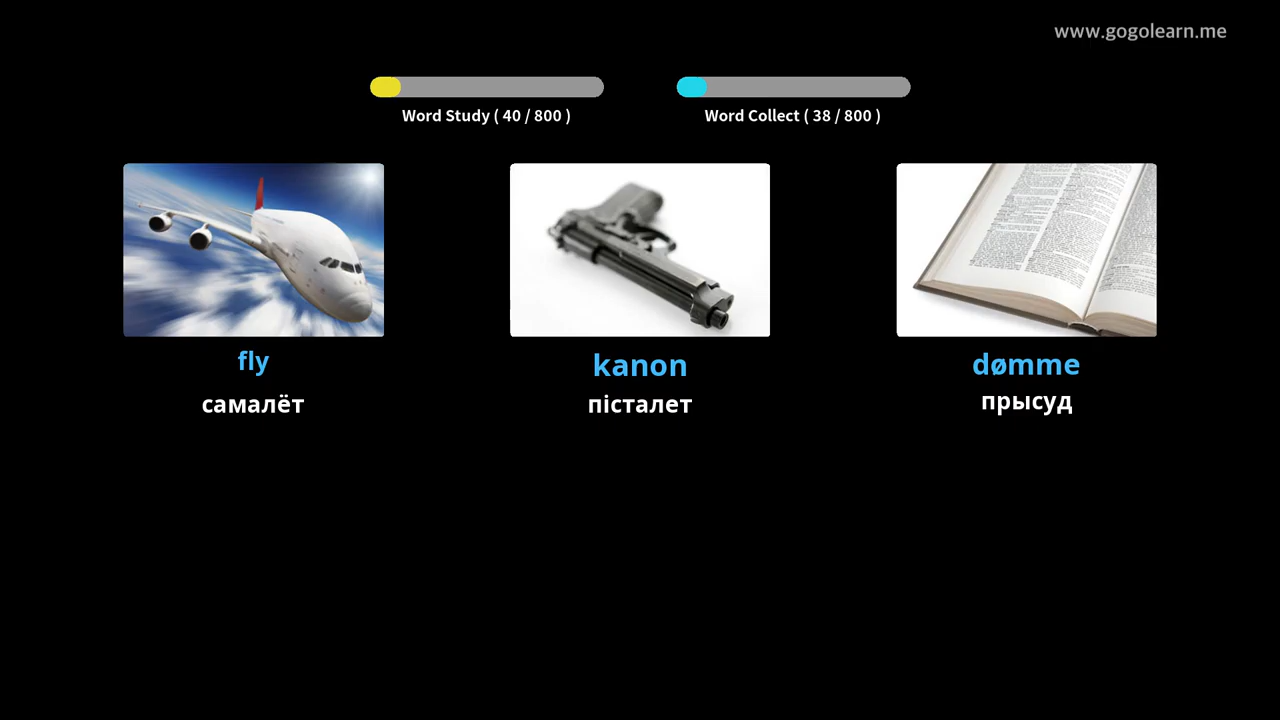 www.gogolearn.me
Word Study ( 40 / 800 )
Word Collect ( 38 / 800 )
fly
самалёт
kanon
пісталет
dømme
прысуд